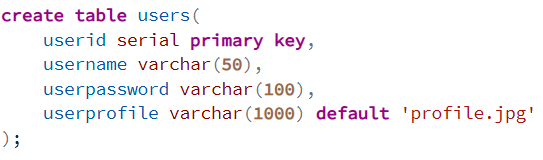 create table users(
    userid serial primary key,
    username varchar(50),
    userpassword varchar(100),
    userprofile varchar(1000) default 'profile.jpg'
);